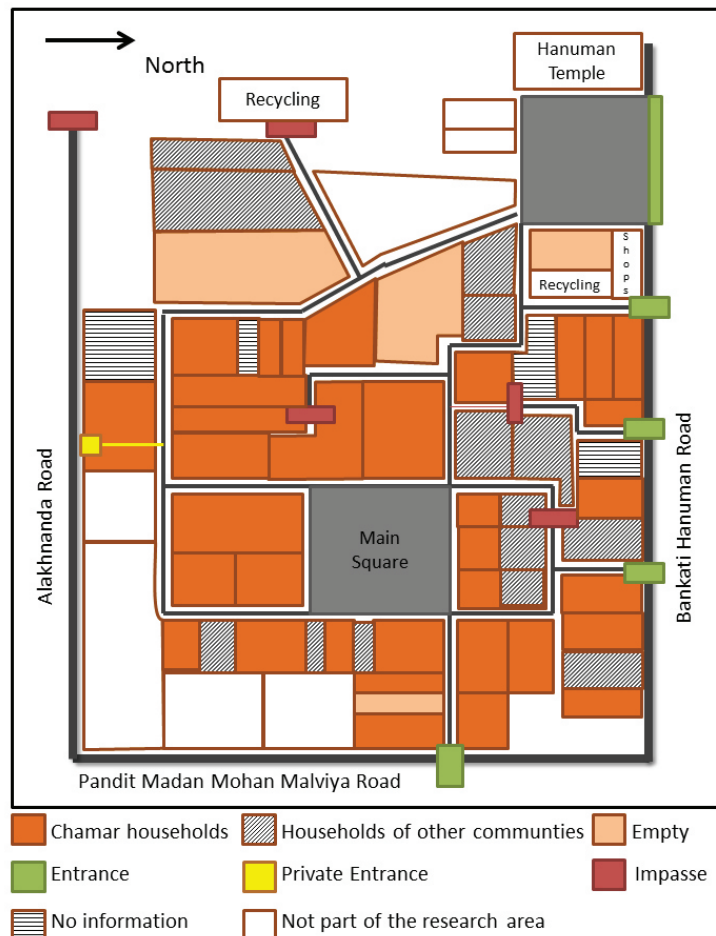 North
Hanuman
Temple
Recycling
Shops
Recycling
Alakhnanda Road
Main
Square
Bankati Hanuman Road
Pandit Madan Mohan Malviya Road
Chamar households
Households of other communties
Empty
Entrance
Private Entrance
Impasse
No information
Not part of the research area